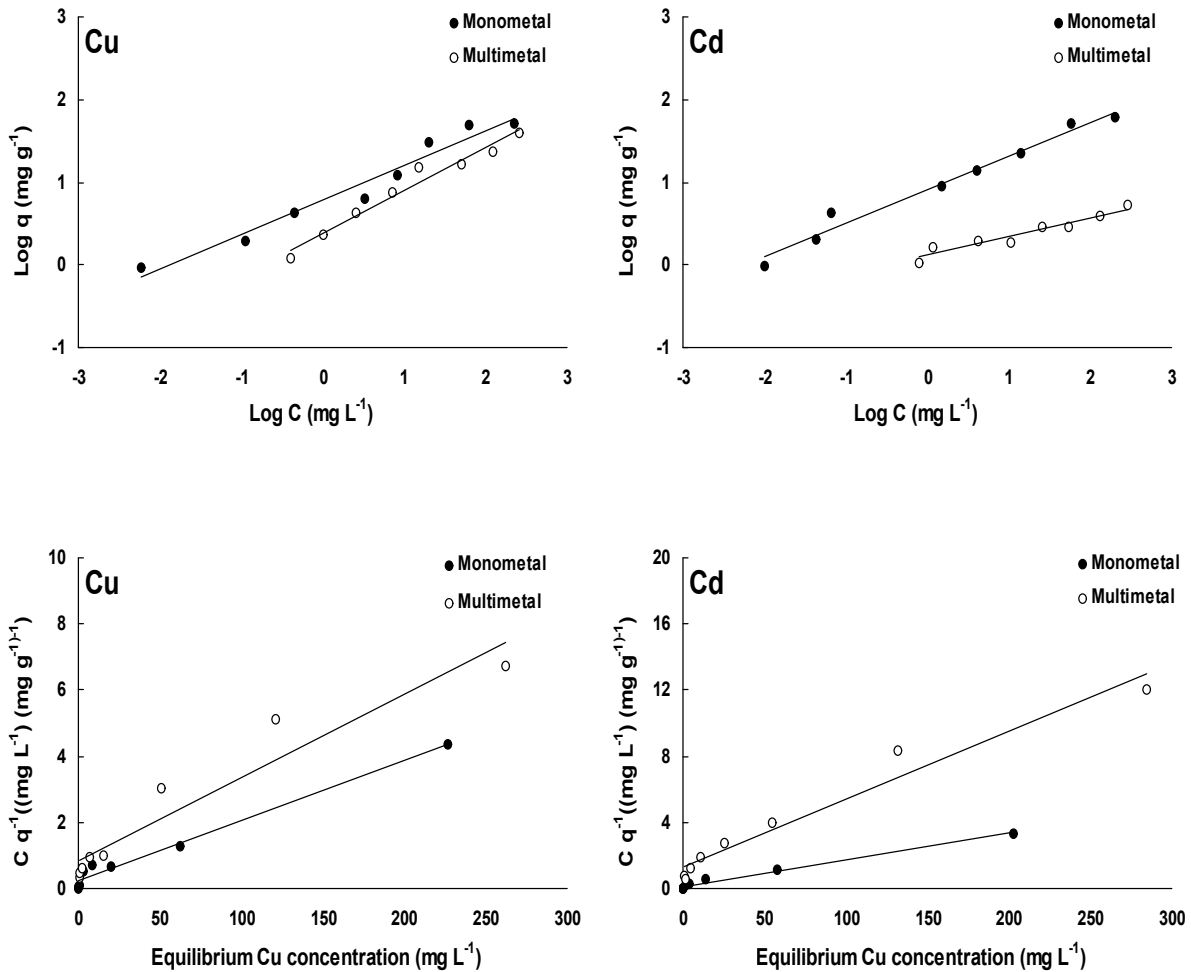 Cu
Monometal
Multimetal
3
2
1
0
-1
Log q (mg g-1)
-3
-2
-1
0
1
2
3
Log C (mg L-1)
Cd
Monometal
Multimetal
3
2
1
0
-1
Log q (mg g-1)
-3
-2
-1
0
1
2
3
Log C (mg L-1)
Cu
Monometal
Multimetal
10
8
6
4
2
0
C q-1((mg L-1) (mg g-1)-1)
0
50
100
150
200
250
300
Equilibrium Cu concentration (mg L-1)
Cd
Monometal
Multimetal
20
16
12
8
4
0
C q-1((mg L-1) (mg g-1)-1)
0
50
100
150
200
250
300
Equilibrium Cu concentration (mg L-1)